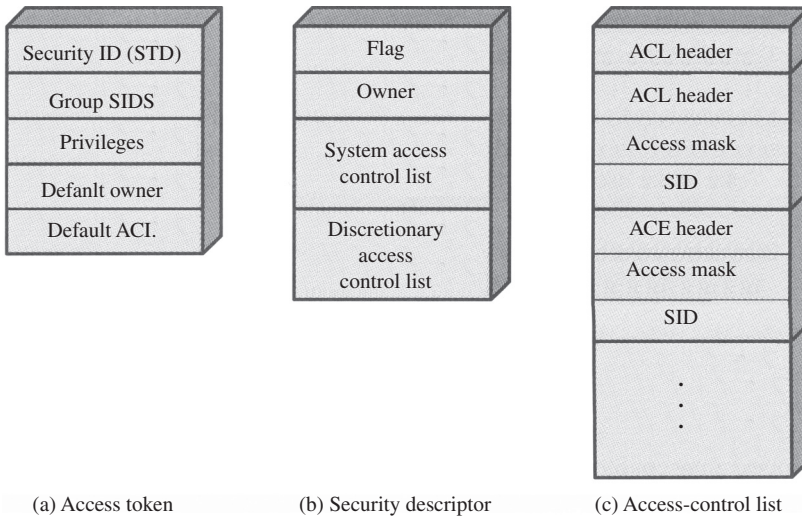 Security ID (STD)
Group SIDS
Privileges
Defanlt owner
Default ACI.
(a) Access token
Flag
Owner
System access
control list
Discretionary
access
control list
(b) Security descriptor
ACL header
ACL header
Access mask
SID
ACE header
Access mask
SID
.
.
.
(c) Access-control list